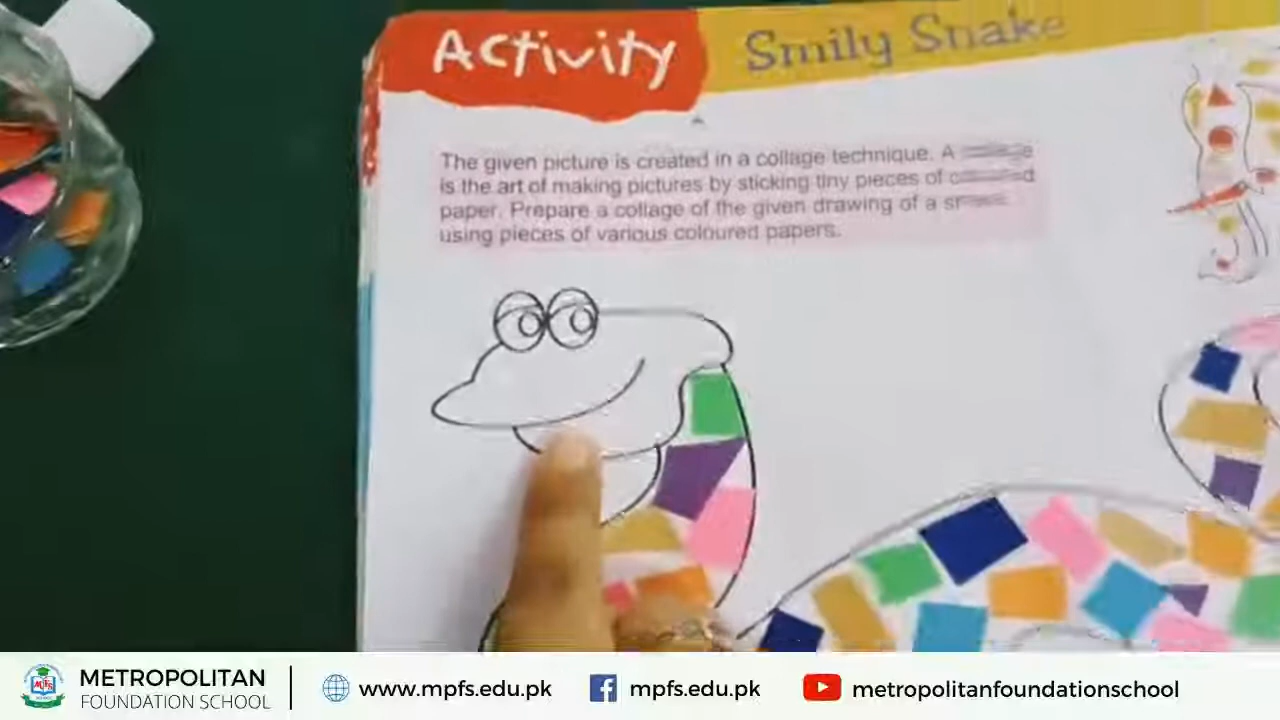 Activity
Smily Snake
The given picture is created in a collage technique. A
is the art of making pictures by sticking tiny pieces of
paper. Prepare a collage of the given drawing of a
using pieces of various coloured papers.
METROPOLITAN
FOUNDATION SCHOOL
www.mpfs.edu.pk
mpfs.edu.pk
metropolitanfoundationschool